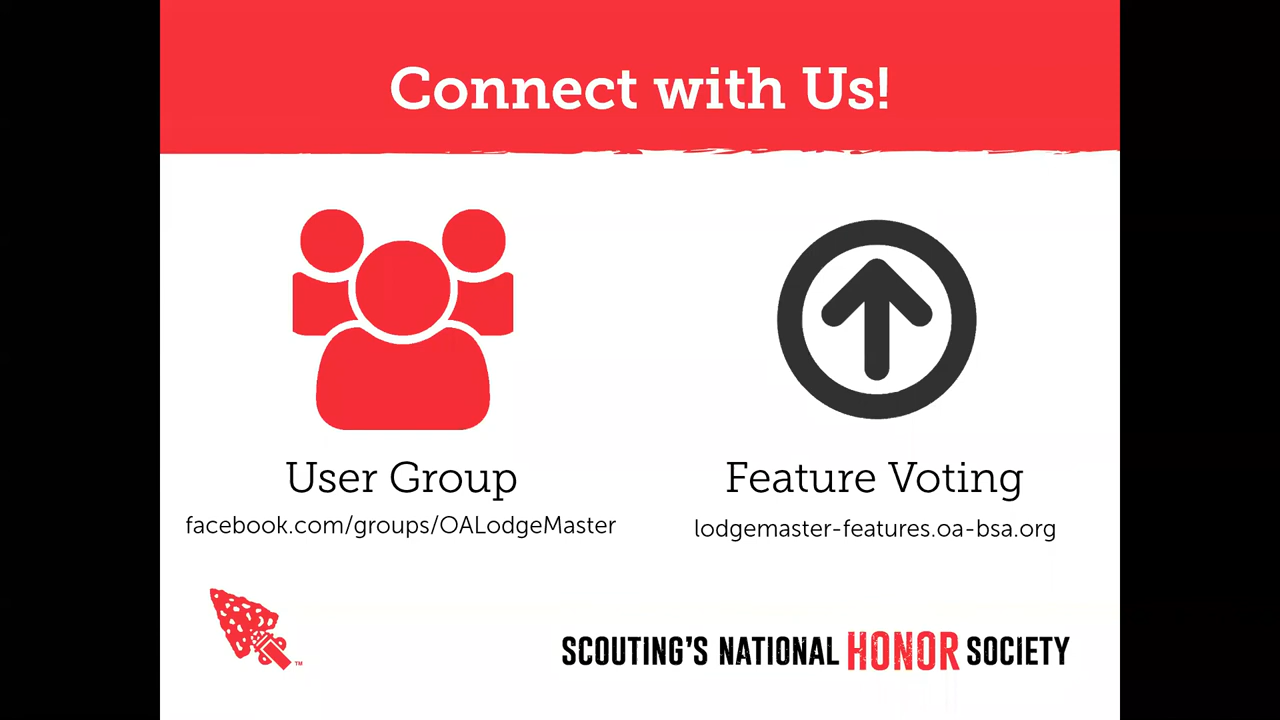 Connect with Us!
User Group
facebook.com/groups/OALodgeMaster
Feature Voting
lodgemaster-features.oa-bsa.org
TM
SCOUTING'S NATIONAL HONOR SOCIETY